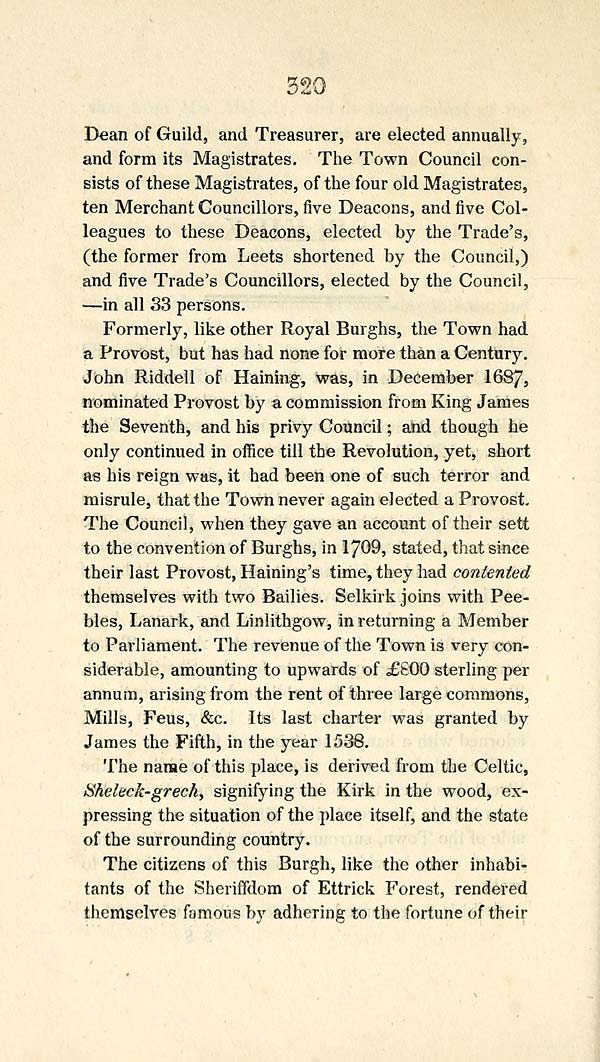 320
Dean of Guild, and Treasurer, are elected annually,
and form its Magistrates. The Town Council con-
sists of these Magistrates, of the four old Magistrates,
ten Merchant Councillors, five Deacons, and five Col-
leagues to these Deacons, elected by the Trade's,
(the former from Leets shortened by the Council,)
and five Trade's Councillors, elected by the Council,
—in all 33 persons.
Formerly, like other Royal Burghs, the Town had
a Provost, but has had none for more than a Century.
John Riddell of Haining, was, in December 1687,
nominated Provost by a commission from King James
the Seventh, and his privy Council; and though he
only continued in office till the Revolution, yet, short
as his reign was, it had been one of such terror and
misrule, that the Town never again elected a Provost.
The Council, when they gave an account of their sett
to the convention of Burghs, in 1709, stated, that since
their last Provost, Haining's time, they had contented
themselves with two Bailies. Selkirk joins with Pee-
bles, Lanark, and Linlithgow, in returning a Member
to Parliament. The revenue of the Town is very con-
siderable, amounting to upwards of £800 sterling per
annum, arising from the rent of three large commons,
Mills, Feus, &c. Its last charter was granted by
James the Fifth, in the year 1538.
The name of this place, is derived from the Celtic,
Sheleck-grech, signifying the Kirk in the wood, ex-
pressing the situation of the place itself, and the state
of the surrounding country.
The citizens of this Burgh, like the other inhabi-
tants of the Sheriffdom of Ettrick Forest, rendered
themselves famous by adhering to the fortune of their